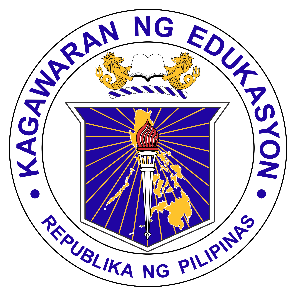 KAGAWARAN NG EDUKASYON
REPUBLIKA NG PILIPINAS